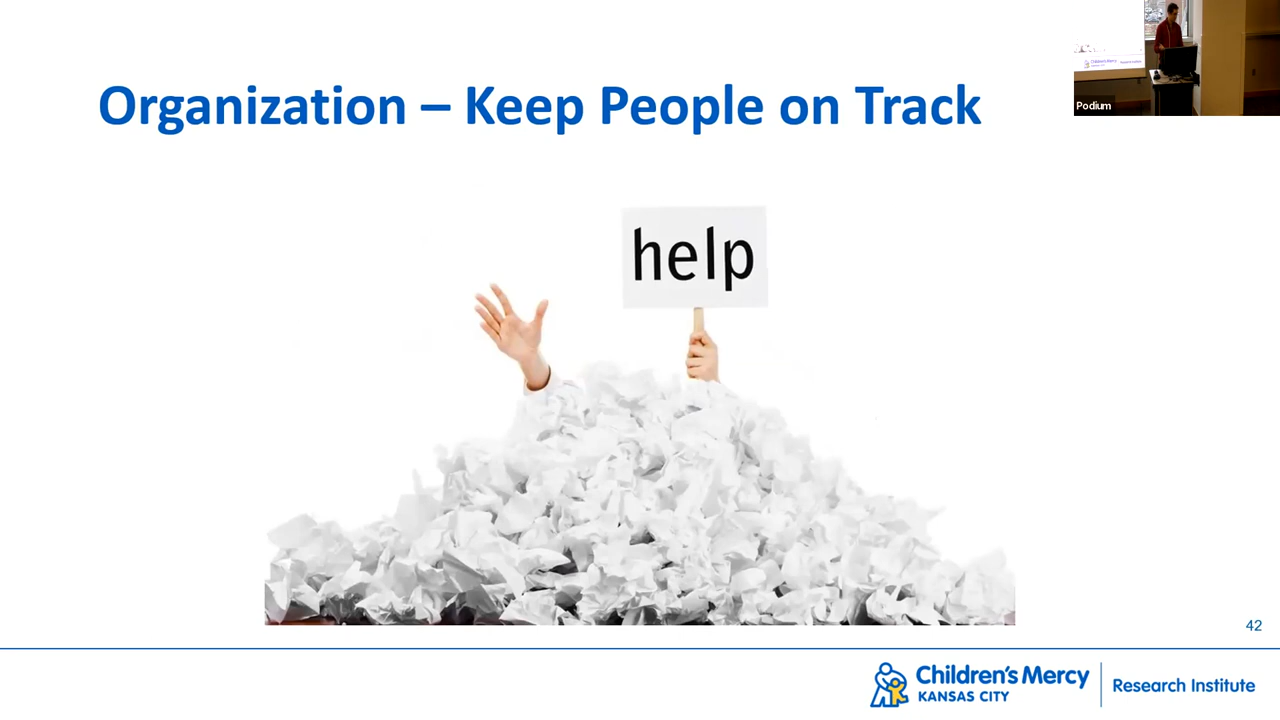 Organization – Keep People on Track
Podium
help
42
Children's Mercy
KANSAS CITY
Research Institute